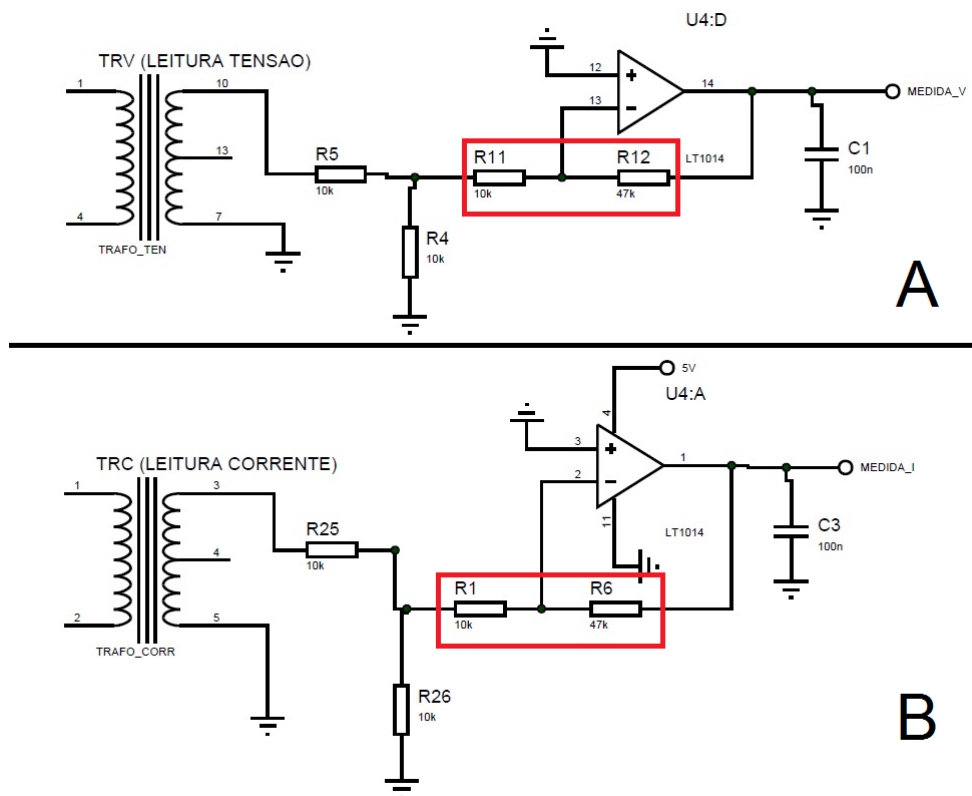 U4:D
TRV (LEITURA TENSAO)
1
10
12
+
14
MEDIDA_V
13
−
13
R5
10k
R11
10k
R12
47k
LT1014
C1
100n
4
7
TRAFO_TEN
R4
10k
A
5V
U4:A
4
3
+
1
MEDIDA_I
2
−
TRC (LEITURA CORRENTE)
1
3
11
LT1014
C3
100n
R25
10k
4
R1
10k
R6
47k
2
5
TRAFO_CORR
R26
10k
B